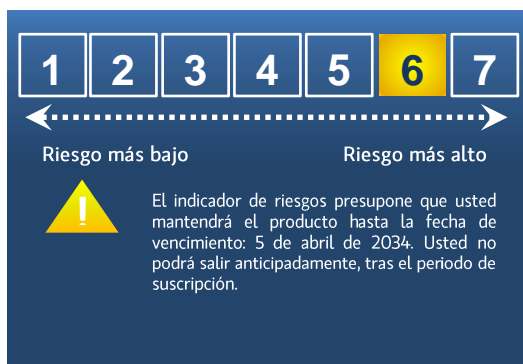 1 2 3 4 5 6 7
Riesgo más bajo Riesgo más alto
!
El indicador de riesgos presupone que usted
mantendrá el producto hasta la fecha de
vencimiento: 5 de abril de 2034. Usted no
podrá salir anticipadamente, tras el periodo de
suscripción.